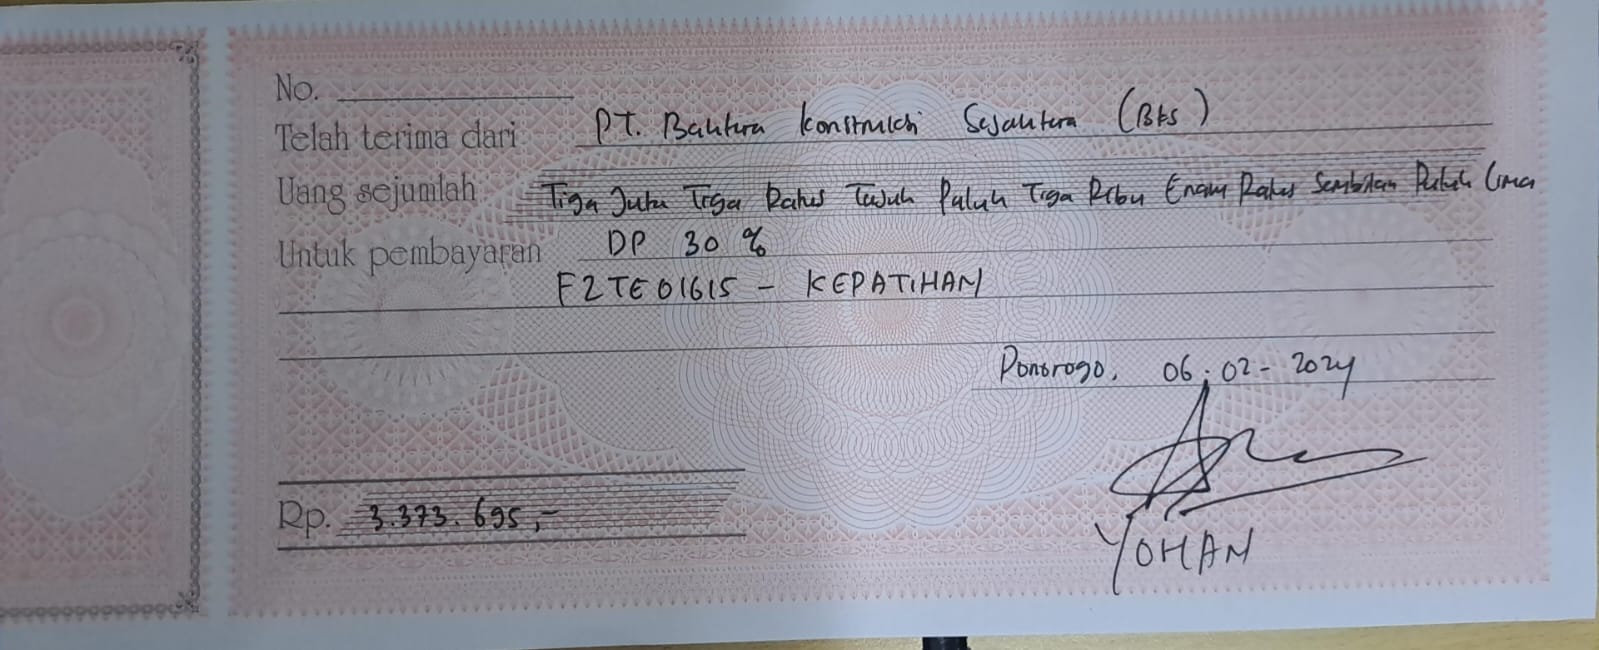 No.
Telah terima dari PT. Bahtera Konstruksi Sejahtera (BKS)
Uang sejumlah Tiga Juta Tiga Ratus Tujuh Puluh Tiga Ribu Enam Ratus Sembilan Puluh Lima
Untuk pembayaran DP 30 %
F2TE01615 - KEPATIHAN
Ponorogo, 06-02-2024
Rp. 3.373.695,-
YOHAN